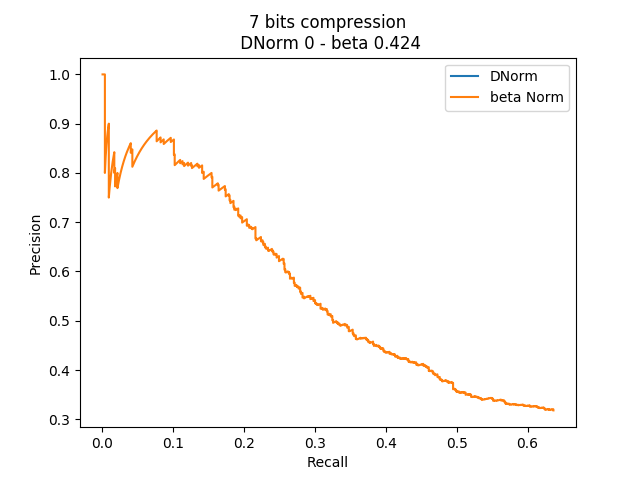 7 bits compression
DNorm 0 - beta 0.424
DNorm
beta Norm
1.0
0.9
0.8
0.7
0.6
0.5
0.4
0.3
Precision
0.0 0.1 0.2 0.3 0.4 0.5 0.6
Recall